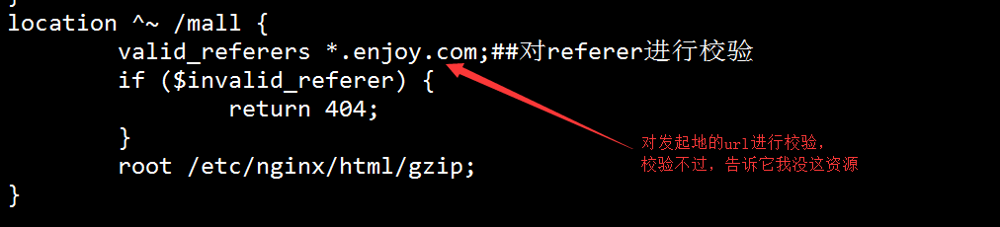 }
location ^~ /mall {
valid_referers *.enjoy.com;##对referer进行校验
if ($invalid_referer) {
return 404;
}
root /etc/nginx/html/gzip;
}
对发起地的url进行校验，
校验不过，告诉它我没这资源